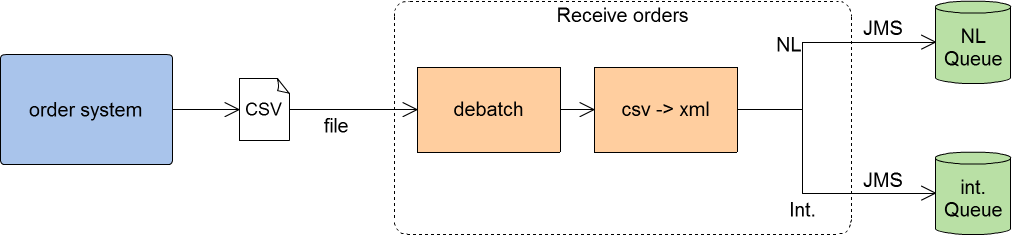 Receive orders
order system
CSV
file
debatch
csv -> xml
NL
JMS
NL
Queue
Int.
JMS
int.
Queue